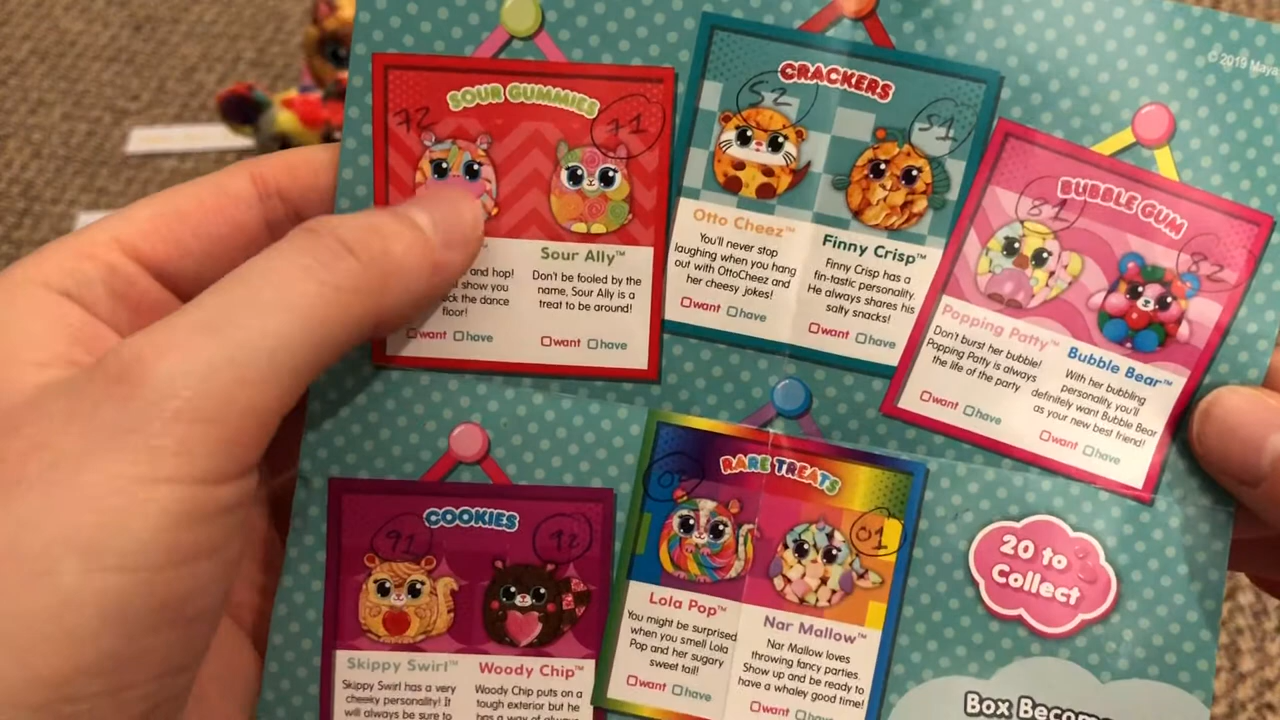 © 2019 Maya
SOUR GUMMIES
72
71
and hop!
show you
the dance
floor!
want have
Sour Ally™
Don't be fooled by the
name, Sour Ally is a
treat to be around!
want have
CRACKERS
52
51
Otto Cheez™
You'll never stop
laughing when you hang
out with OttoCheez and
her cheesy jokes!
want have
Finny Crisp™
Finny Crisp has a
fin-tastic personality.
He always shares his
salty snacks!
want have
BUBBLE GUM
81
82
Popping Patty™
Don't burst her bubble!
Popping Patty is always
the life of the party
want have
Bubble Bear™
With her bubbling
personality, you'll
definitely want Bubble Bear
as your new best friend!
want have
COOKIES
91
92
Skippy Swirl™
Skippy Swirl has a very
cheeky personality! It
will always be sure to
Woody Chip™
Woody Chip puts on a
tough exterior but he
has a way of always
RARE TREATS
01
Lola Pop™
You might be surprised
when you smell Lola
Pop and her sugary
sweet tail!
want have
Nar Mallow™
Nar Mallow loves
throwing fancy parties.
Show up and be ready to
have a whaley good time!
want have
20 to
Collect
Box